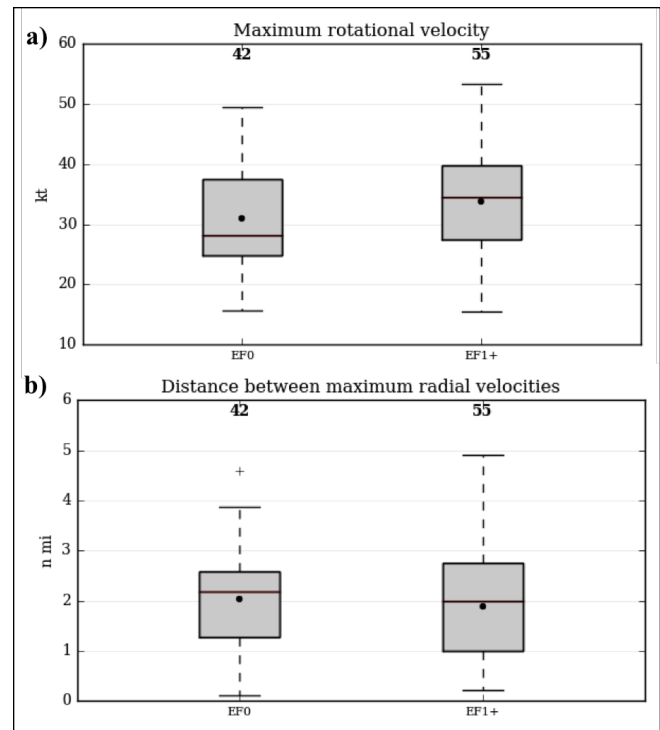 a) Maximum rotational velocity
60
50
40
30
20
10
kt
42 55
EF0 EF1+
b) Distance between maximum radial velocities
6
5
4
3
2
1
0
n mi
42 55
EF0 EF1+